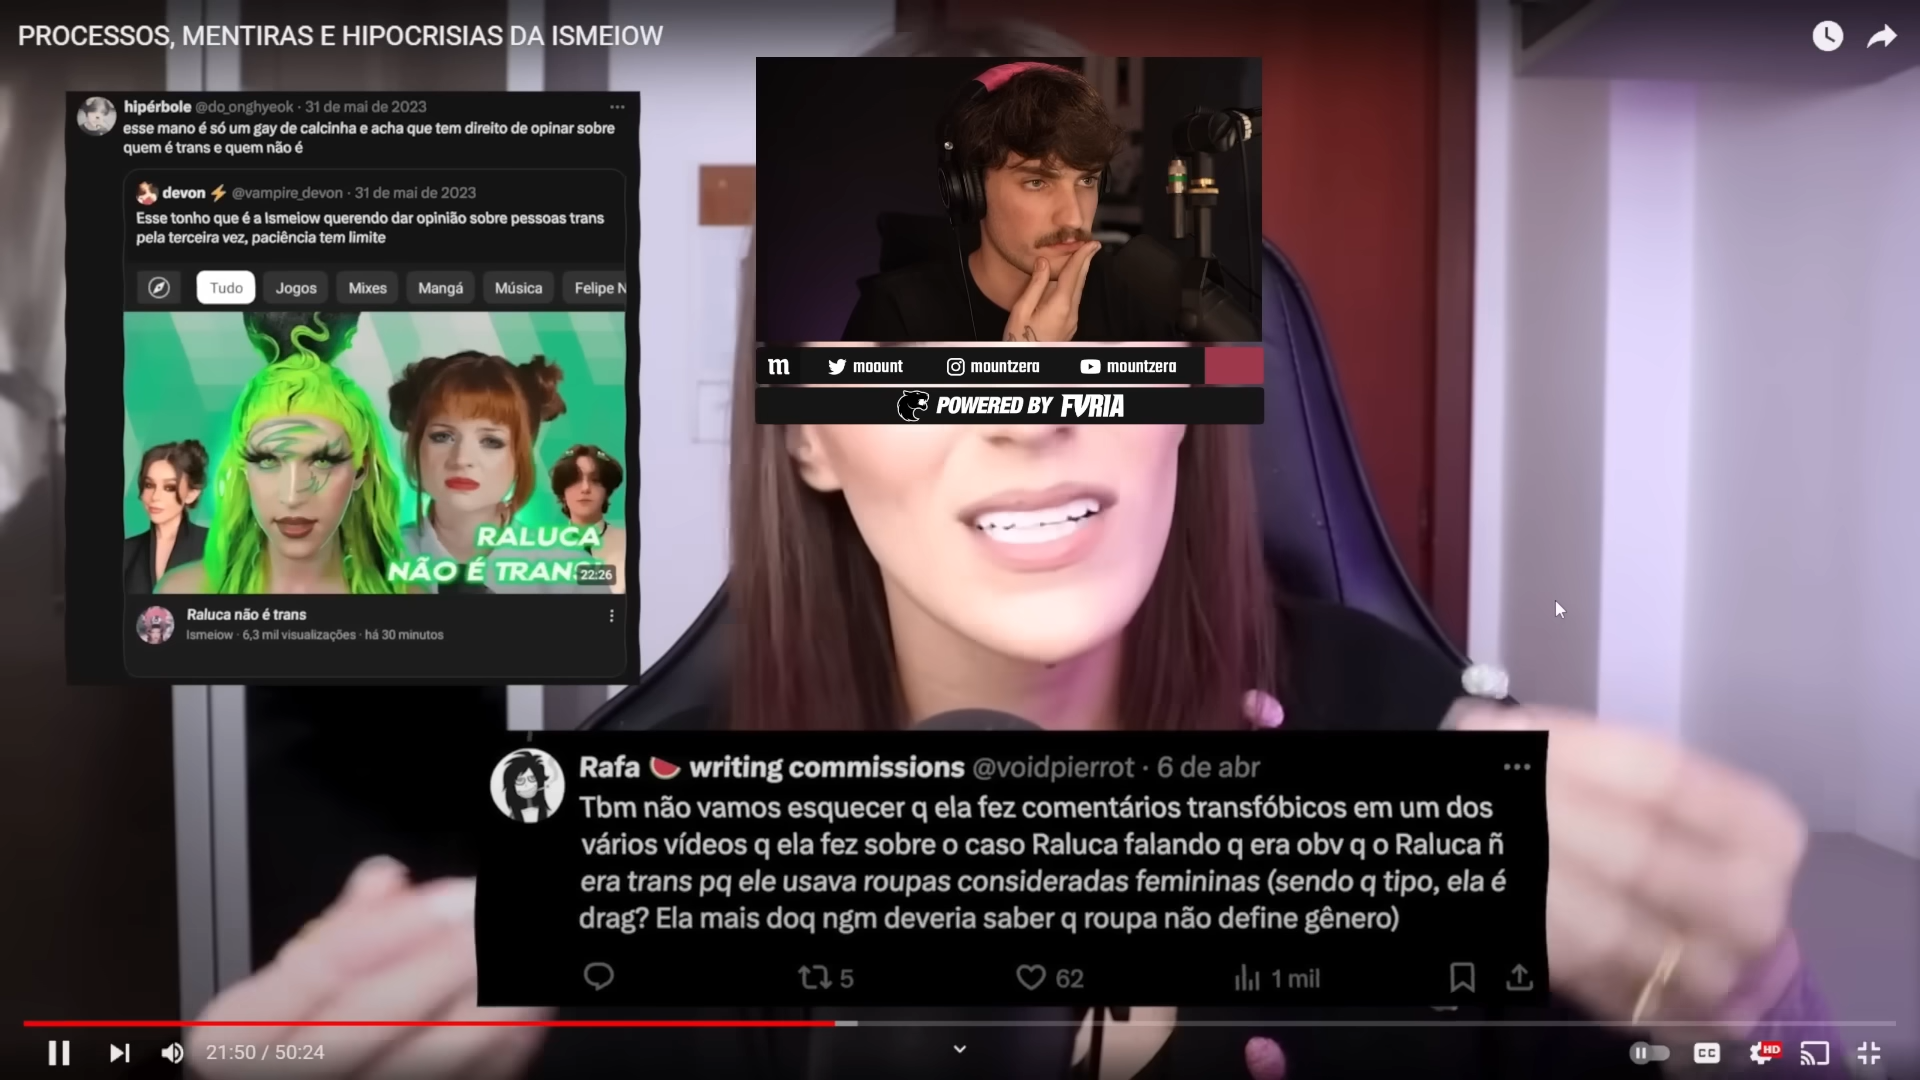 PROCESSOS, MENTIRAS E HIPOCRISIAS DA ISMEIOW
hipérbole @do_onghyeok · 31 de mai de 2023
esse mano é só um gay de calcinha e acha que tem direito de opinar sobre
quem é trans e quem não é
devon ⚡ @vampire_devon · 31 de mai de 2023
Esse tonho que é a Ismeiow querendo dar opinião sobre pessoas trans
pela terceira vez, paciência tem limite
Tudo Jogos Mixes Mangá Música Felipe N
RALUCA
NÃO É TRANS
22:26
Raluca não é trans
Ismeiow · 6,3 mil visualizações · há 30 minutos
m moount mountzera mountzera
POWERED BY FVRIA
Rafa 🍉 writing commissions @voidpierrot · 6 de abr
Tbm não vamos esquecer q ela fez comentários transfóbicos em um dos
vários vídeos q ela fez sobre o caso Raluca falando q era obv q o Raluca ñ
era trans pq ele usava roupas consideradas femininas (sendo q tipo, ela é
drag? Ela mais doq ngm deveria saber q roupa não define gênero)
5 62 1 mil
21:50 / 50:24
CC HD